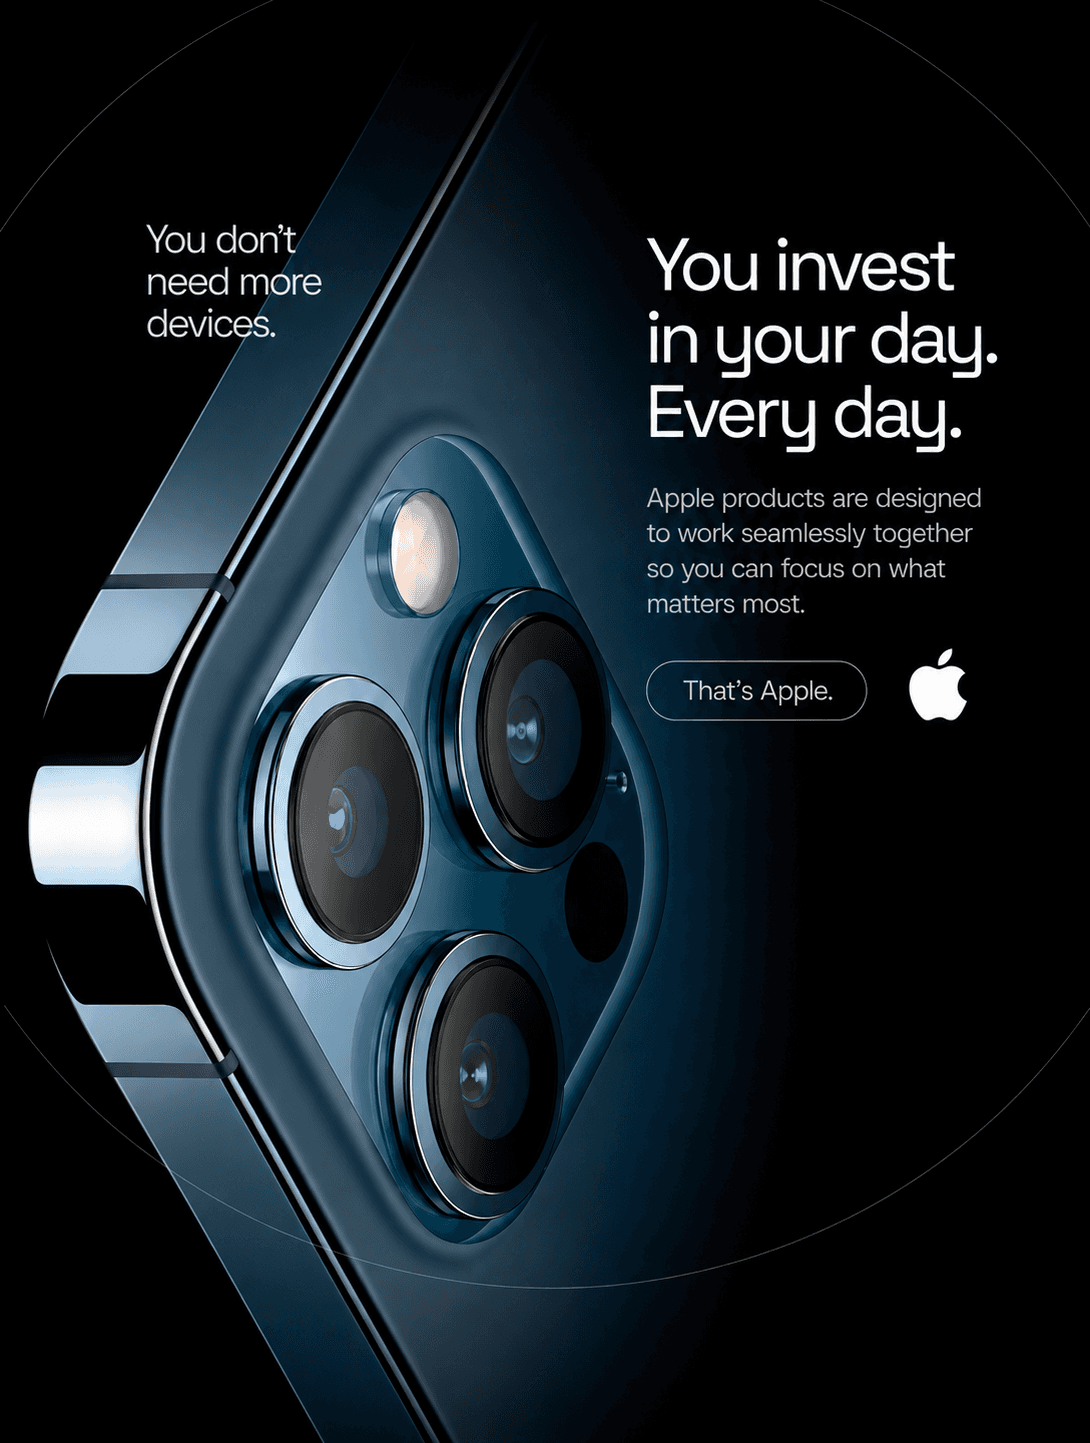 You don’t
need more
devices.
You invest
in your day.
Every day.
Apple products are designed
to work seamlessly together
so you can focus on what
matters most.
That’s Apple.